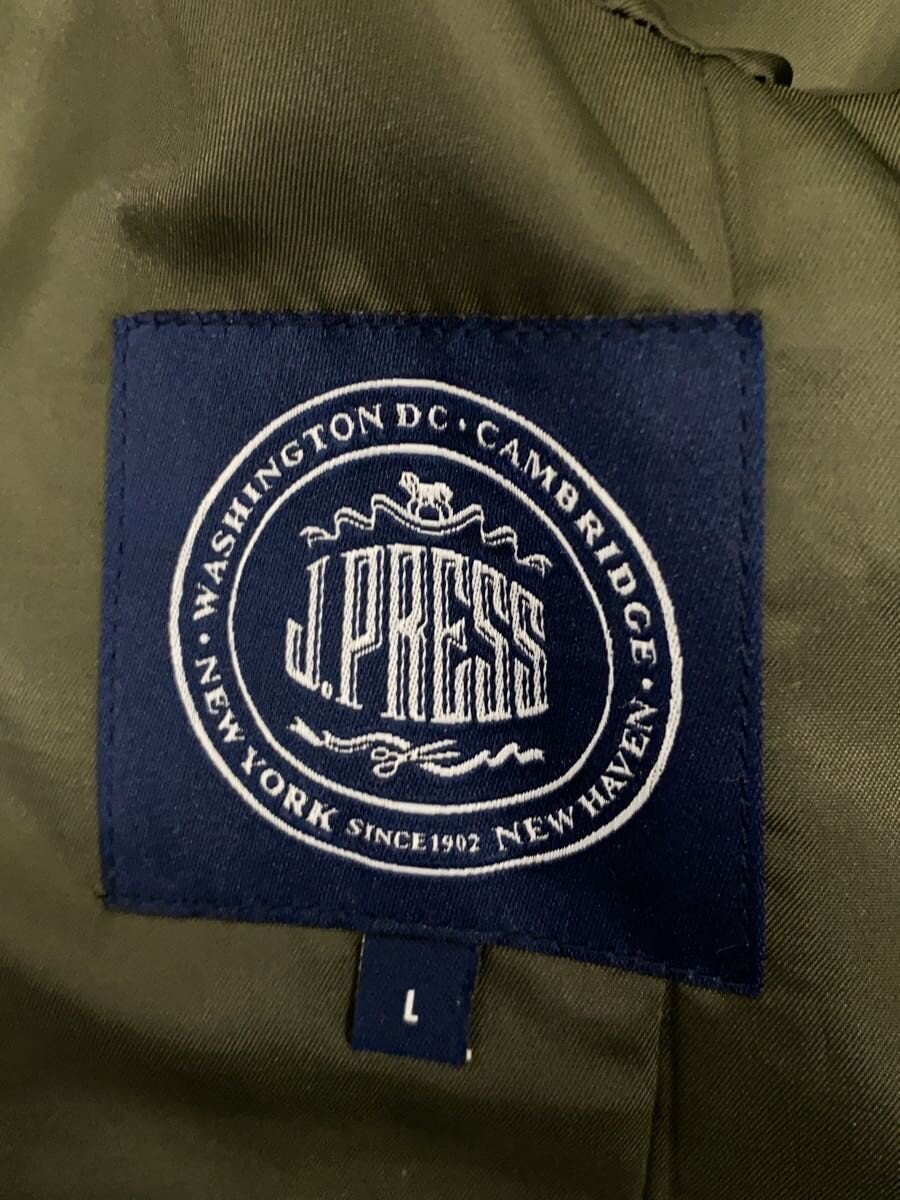 WASHINGTON DC · CAMBRIDGE ·
J.PRESS
· NEW YORK SINCE 1902 NEW HAVEN ·
L